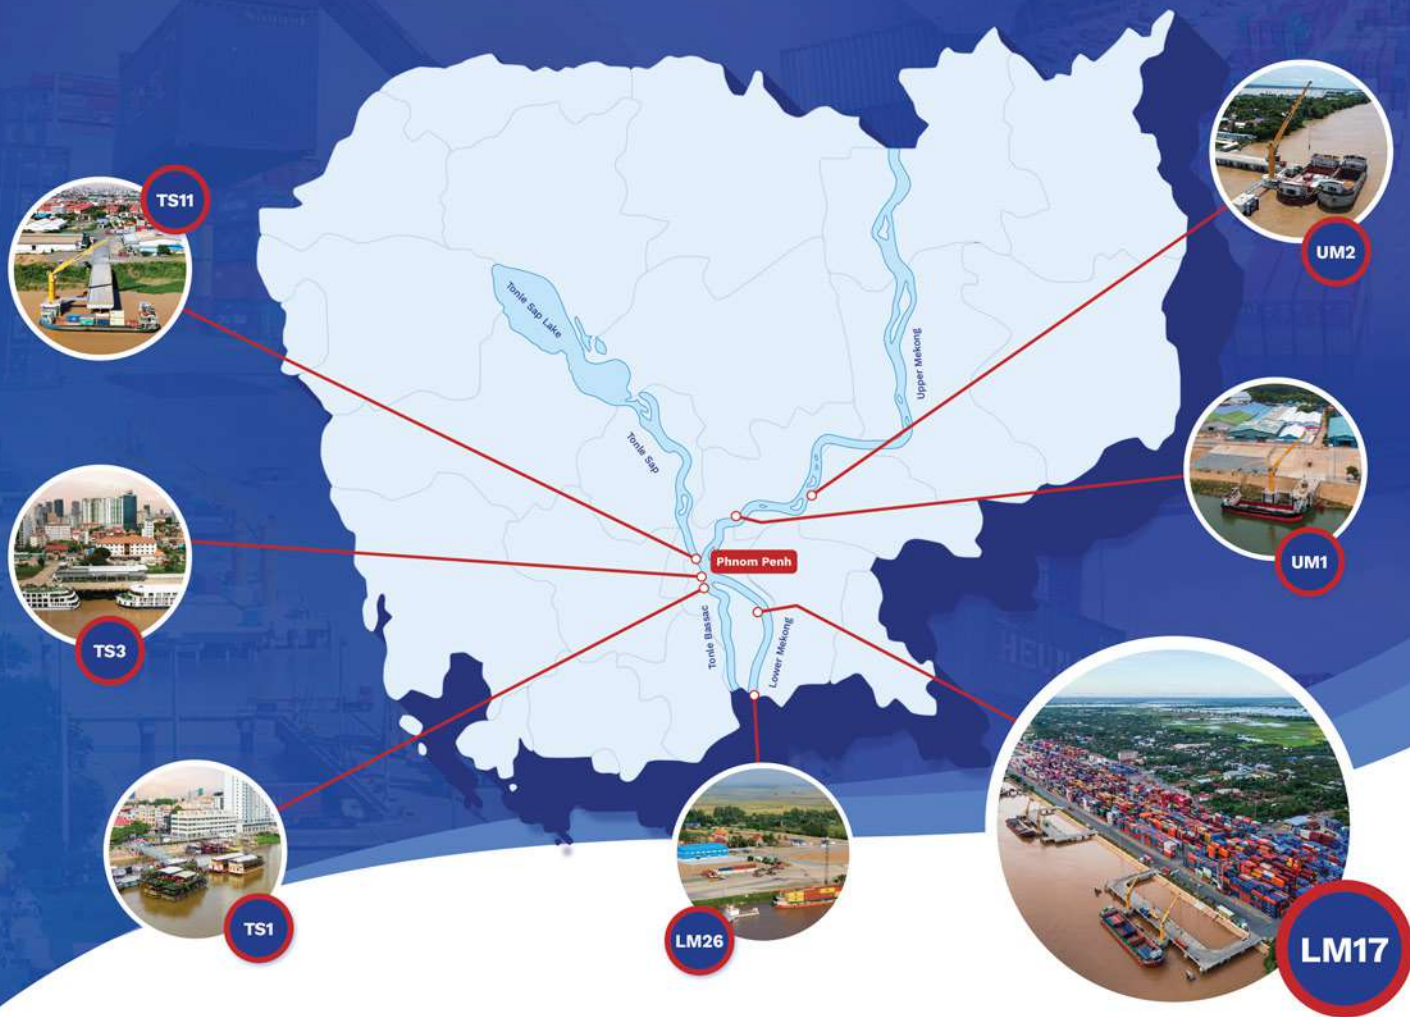 TS11
UM2
Tonle Sap Lake
Upper Mekong
Tonle Sap
UM1
Phnom Penh
TS3
Tonle Bassac
Lower Mekong
TS1
LM26
LM17